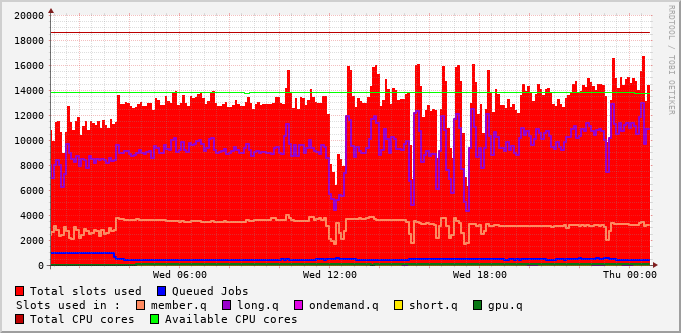 20000
18000
16000
14000
12000
10000
8000
6000
4000
2000
0
Wed 06:00 Wed 12:00 Wed 18:00 Thu 00:00
Total slots used Queued Jobs
Slots used in : member.q long.q ondemand.q short.q gpu.q
Total CPU cores Available CPU cores
RRDTOOL / TOBI OETIKER